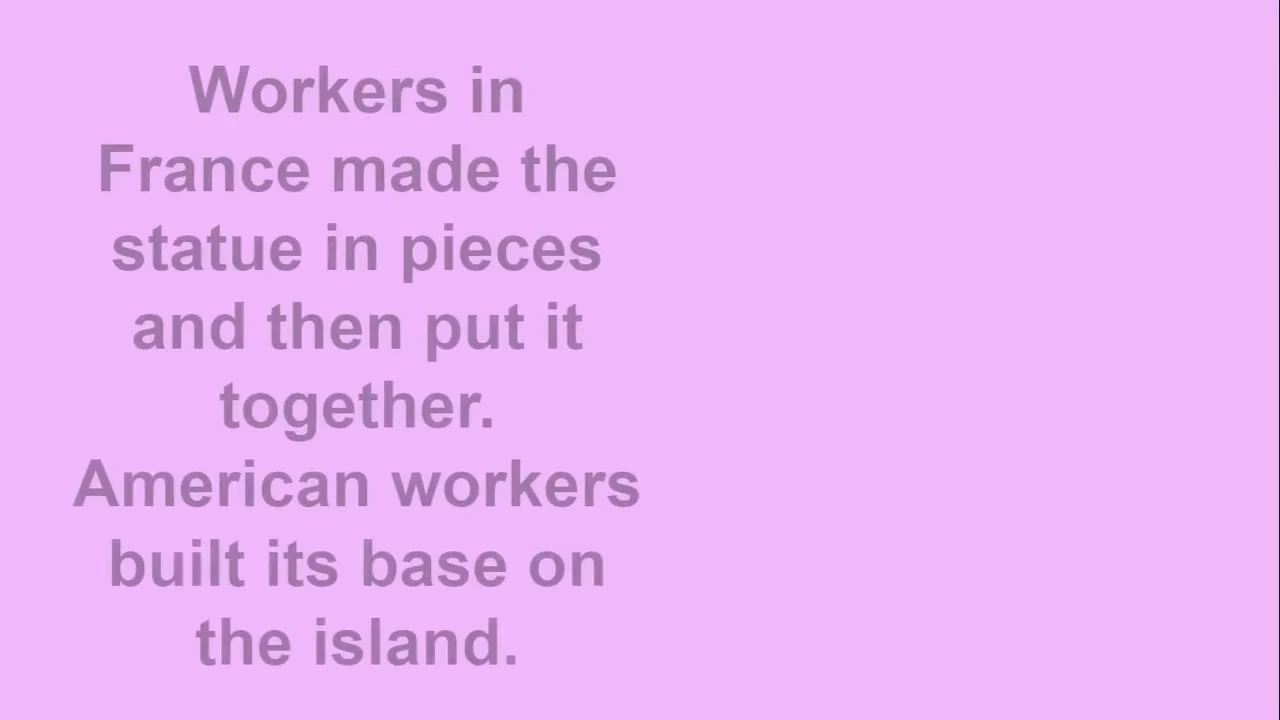 Workers in
France made the
statue in pieces
and then put it
together.
American workers
built its base on
the island.